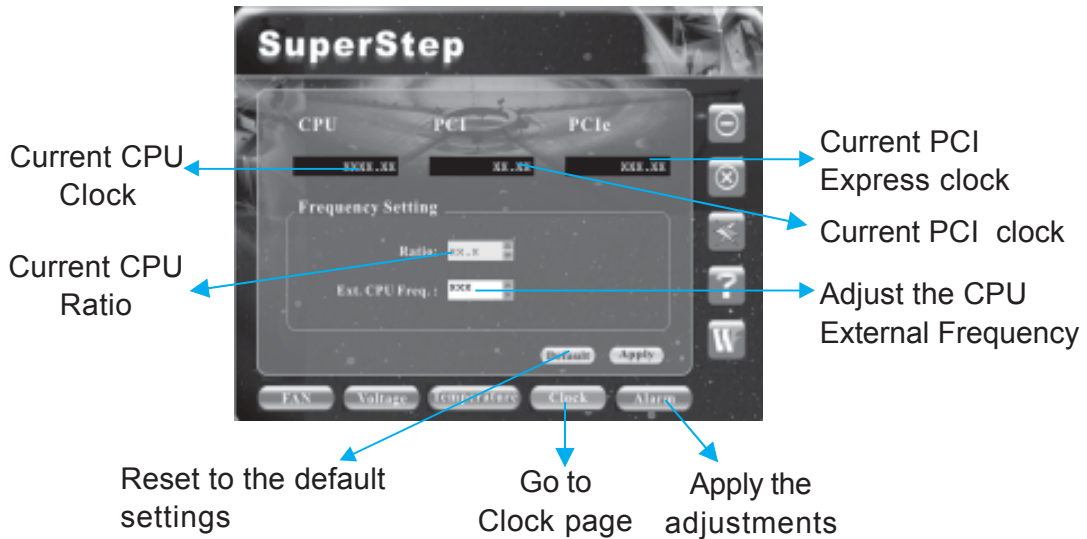 SuperStep
CPU PCI PCIe
XXXX.XX XX.XX XXX.XX
Frequency Setting
Ratio: XX.X
Ext. CPU Freq. : XXX
Default Apply
FAN Voltage Temperature Clock Alarm
?
W
Current CPU
Clock
Current CPU
Ratio
Current PCI
Express clock
Current PCI clock
Adjust the CPU
External Frequency
Reset to the default
settings
Go to
Clock page
Apply the
adjustments